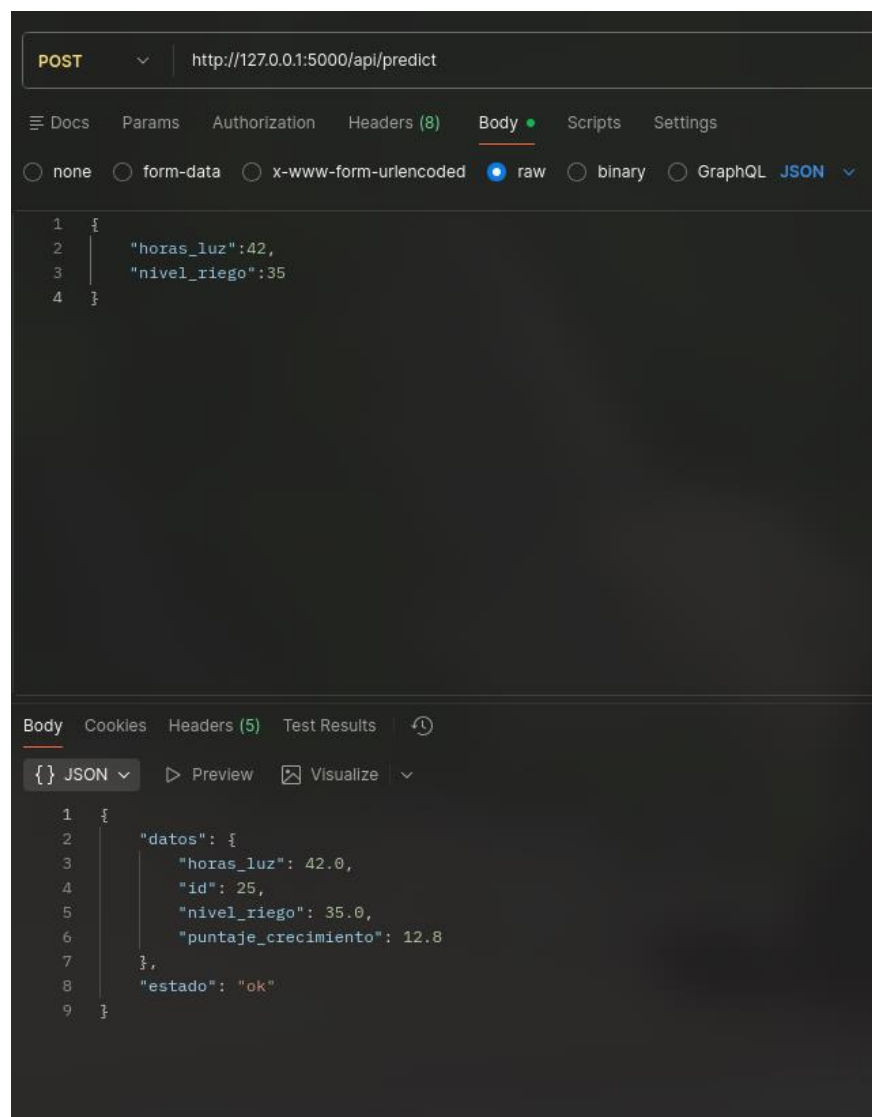 POST http://127.0.0.1:5000/api/predict
Docs Params Authorization Headers (8) Body Scripts Settings
none form-data x-www-form-urlencoded raw binary GraphQL JSON
1 {
2 "horas_luz":42,
3 "nivel_riego":35
4 }
Body Cookies Headers (5) Test Results
{} JSON Preview Visualize
1 {
2 "datos": {
3 "horas_luz": 42.0,
4 "id": 25,
5 "nivel_riego": 35.0,
6 "puntaje_crecimiento": 12.8
7 },
8 "estado": "ok"
9 }